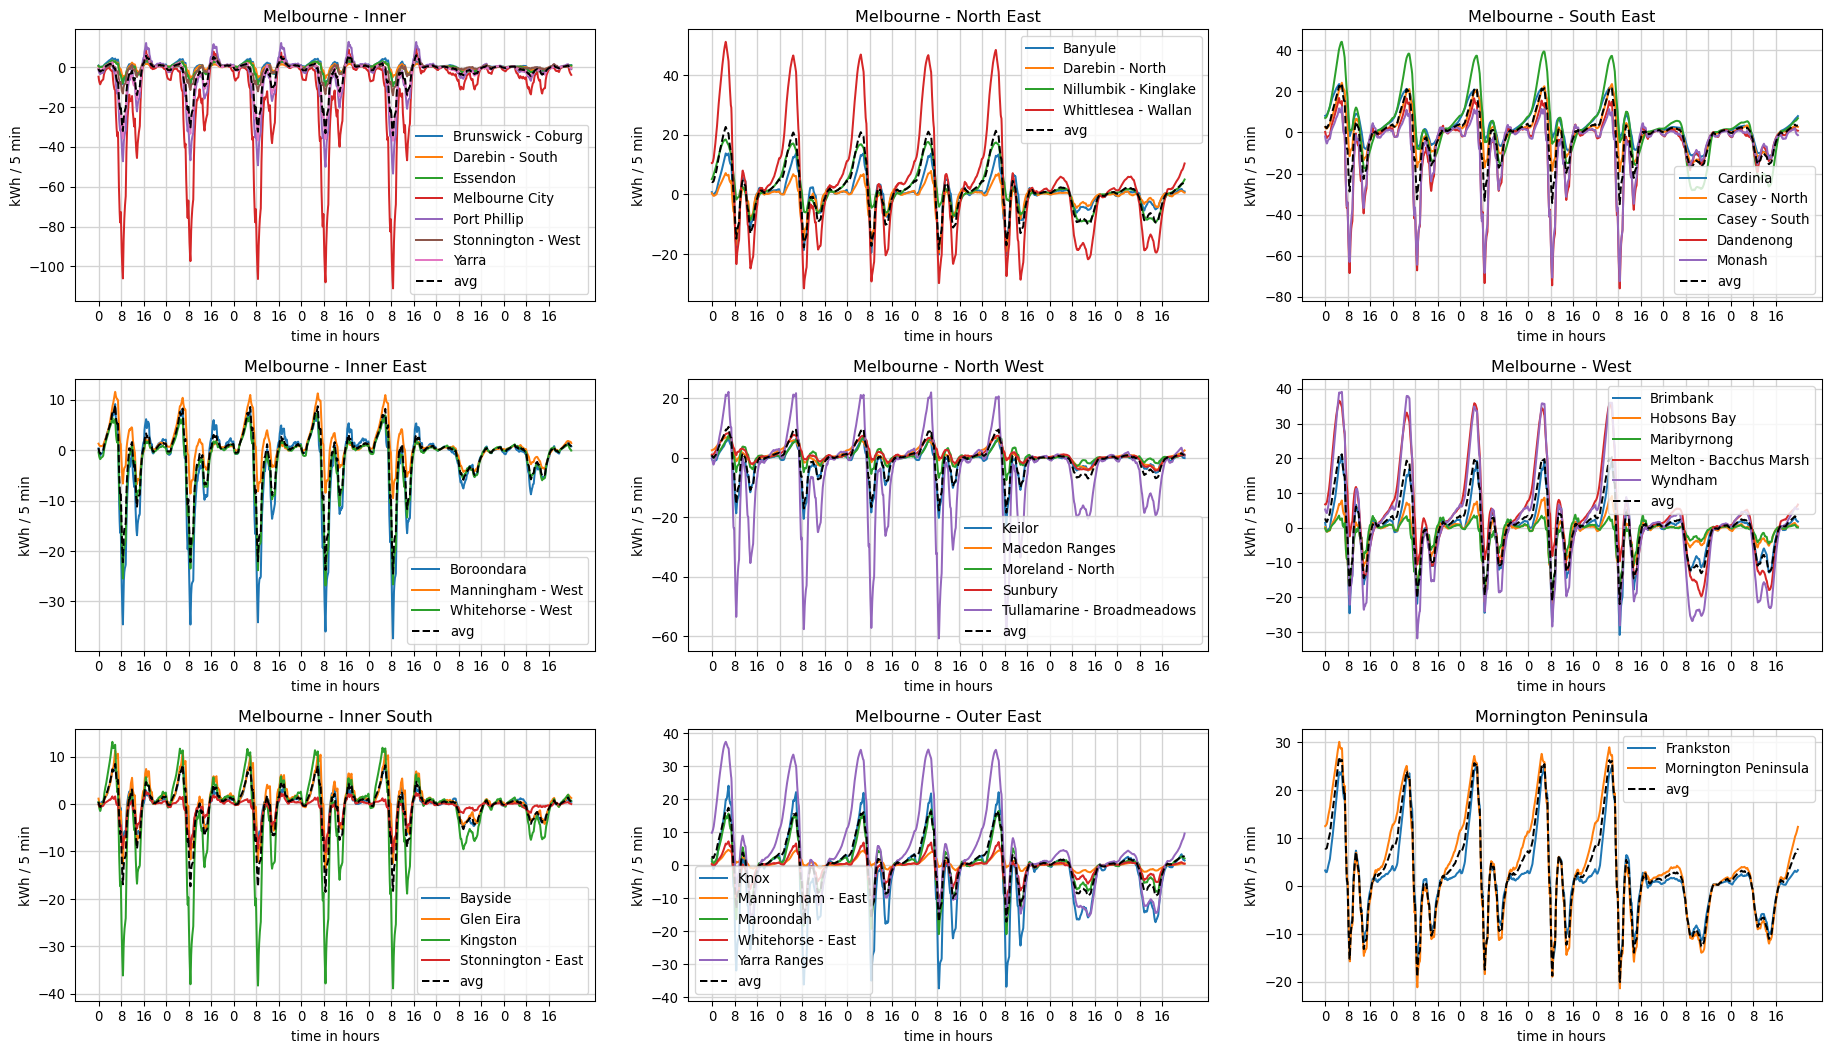 Melbourne - Inner
kWh / 5 min
0
−20
−40
−60
−80
−100
Brunswick - Coburg
Darebin - South
Essendon
Melbourne City
Port Phillip
Stonnington - West
Yarra
avg
0 8 16 0 8 16 0 8 16 0 8 16 0 8 16 0 8 16 0 8 16
time in hours
Melbourne - North East
kWh / 5 min
40
20
0
−20
Banyule
Darebin - North
Nillumbik - Kinglake
Whittlesea - Wallan
avg
0 8 16 0 8 16 0 8 16 0 8 16 0 8 16 0 8 16 0 8 16
time in hours
Melbourne - South East
kWh / 5 min
40
20
0
−20
−40
−60
−80
Cardinia
Casey - North
Casey - South
Dandenong
Monash
avg
0 8 16 0 8 16 0 8 16 0 8 16 0 8 16 0 8 16 0 8 16
time in hours
Melbourne - Inner East
kWh / 5 min
10
0
−10
−20
−30
Boroondara
Manningham - West
Whitehorse - West
avg
0 8 16 0 8 16 0 8 16 0 8 16 0 8 16 0 8 16 0 8 16
time in hours
Melbourne - North West
kWh / 5 min
20
0
−20
−40
−60
Keilor
Macedon Ranges
Moreland - North
Sunbury
Tullamarine - Broadmeadows
avg
0 8 16 0 8 16 0 8 16 0 8 16 0 8 16 0 8 16 0 8 16
time in hours
Melbourne - West
kWh / 5 min
40
30
20
10
0
−10
−20
−30
Brimbank
Hobsons Bay
Maribyrnong
Melton - Bacchus Marsh
Wyndham
avg
0 8 16 0 8 16 0 8 16 0 8 16 0 8 16 0 8 16 0 8 16
time in hours
Melbourne - Inner South
kWh / 5 min
10
0
−10
−20
−30
−40
Bayside
Glen Eira
Kingston
Stonnington - East
avg
0 8 16 0 8 16 0 8 16 0 8 16 0 8 16 0 8 16 0 8 16
time in hours
Melbourne - Outer East
kWh / 5 min
40
30
20
10
0
−10
−20
−30
−40
Knox
Manningham - East
Maroondah
Whitehorse - East
Yarra Ranges
avg
0 8 16 0 8 16 0 8 16 0 8 16 0 8 16 0 8 16 0 8 16
time in hours
Mornington Peninsula
kWh / 5 min
30
20
10
0
−10
−20
Frankston
Mornington Peninsula
avg
0 8 16 0 8 16 0 8 16 0 8 16 0 8 16 0 8 16 0 8 16
time in hours